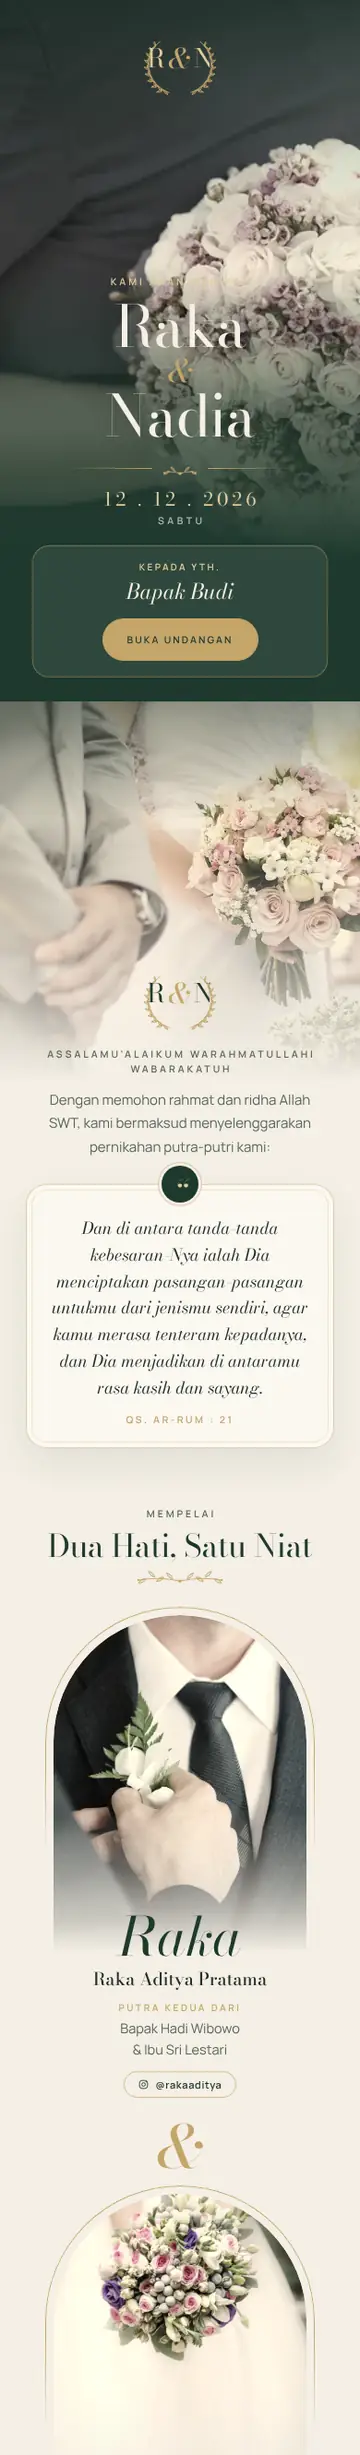 R & N
KAMI
Raka
&
Nadia
12 . 12 . 2026
SABTU
KEPADA YTH.
Bapak Budi
BUKA UNDANGAN
R & N
ASSALAMU'ALAIKUM WARAHMATULLAHI
WABARAKATUH
Dengan memohon rahmat dan ridha Allah
SWT, kami bermaksud menyelenggarakan
pernikahan putra-putri kami:
Dan di antara tanda-tanda
kebesaran-Nya ialah Dia
menciptakan pasangan-pasangan
untukmu dari jenismu sendiri, agar
kamu merasa tenteram kepadanya,
dan Dia menjadikan di antaramu
rasa kasih dan sayang.
QS. AR-RUM : 21
MEMPELAI
Dua Hati, Satu Niat
Raka
Raka Aditya Pratama
PUTRA KEDUA DARI
Bapak Hadi Wibowo
& Ibu Sri Lestari
@rakaaditya
&